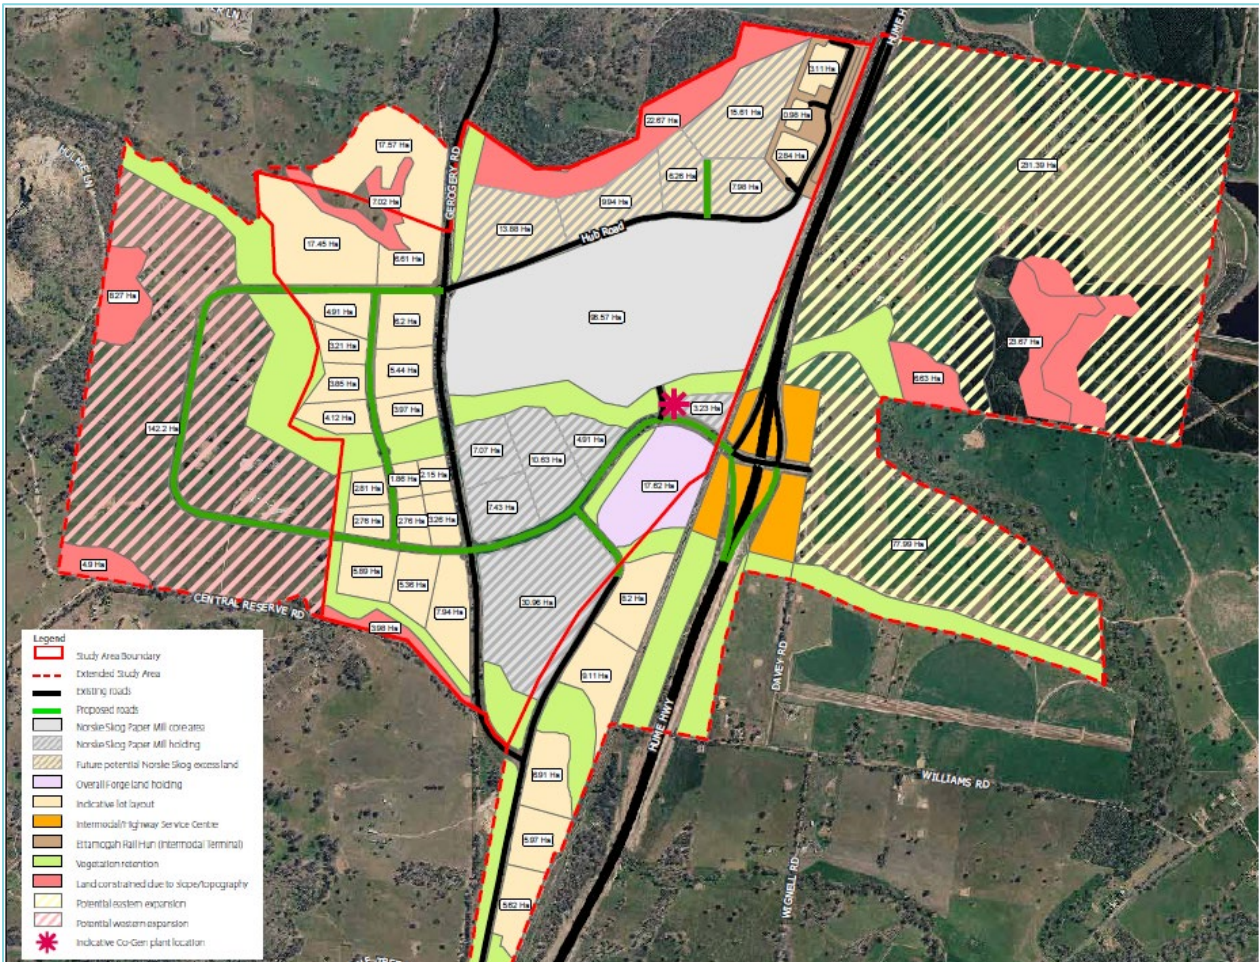 HUME H
3.11 Ha
15.61 Ha
0.98 Ha
22.67 Ha
17.57 Ha
2.84 Ha
HULME LN
GEROGERY RD
231.39 Ha
6.26 Ha
7.98 Ha
7.02 Ha
9.94 Ha
13.88 Ha
Hub Road
17.45 Ha
6.61 Ha
8.27 Ha
4.91 Ha
6.2 Ha
98.57 Ha
3.21 Ha
23.67 Ha
5.44 Ha
3.85 Ha
6.63 Ha
3.97 Ha
3.23 Ha
4.12 Ha
142.2 Ha
4.91 Ha
7.07 Ha
10.63 Ha
2.15 Ha
1.86 Ha
2.81 Ha
17.62 Ha
7.43 Ha
2.76 Ha
2.76 Ha
3.26 Ha
77.99 Ha
4.9 Ha
5.89 Ha
5.36 Ha
8.2 Ha
30.96 Ha
CENTRAL RESERVE RD
7.94 Ha
3.98 Ha
9.11 Ha
DAVEY RD
HUME HWY
WILLIAMS RD
6.91 Ha
5.97 Ha
WIGNELL RD
5.62 Ha
Legend
Study Area Boundary
Extended Study Area
Existing roads
Proposed roads
Norske Skog Paper Mill core area
Norske Skog Paper Mill holding
Future potential Norske Skog excess land
Overall Forge land holding
Indicative lot layout
Intermodal/Highway Service Centre
Ettamogah Rail Hun (Intermodal Terminal)
Vegetation retention
Land constrained due to slope/topography
Potential eastern expansion
Potential western expansion
Indicative Co-Gen plant location